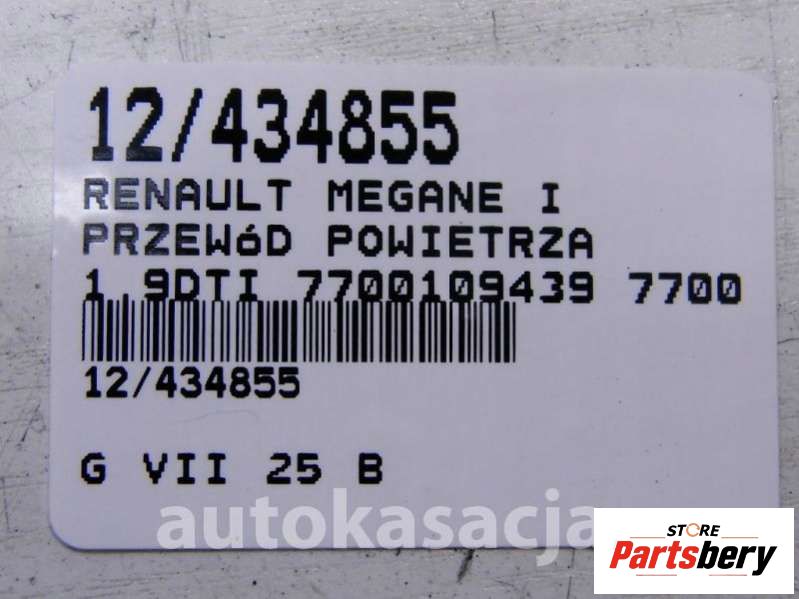 12/434855
RENAULT MEGANE I
PRZEWóD POWIETRZA
1 9DTI 7700109439 7700
12/434855
G VII 25 B
autokasacja
STORE
Partsbery